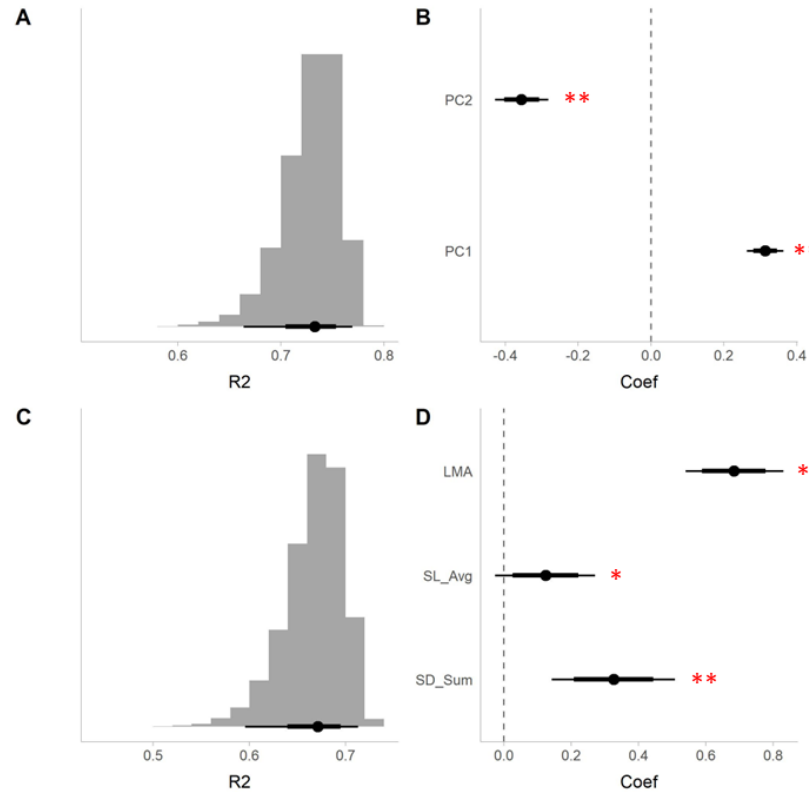 A
0.6 0.7 0.8
R2
B
PC2 **
PC1 *
-0.4 -0.2 0.0 0.2 0.4
Coef
C
0.5 0.6 0.7
R2
D
LMA *
SL_Avg *
SD_Sum **
0.0 0.2 0.4 0.6 0.8
Coef